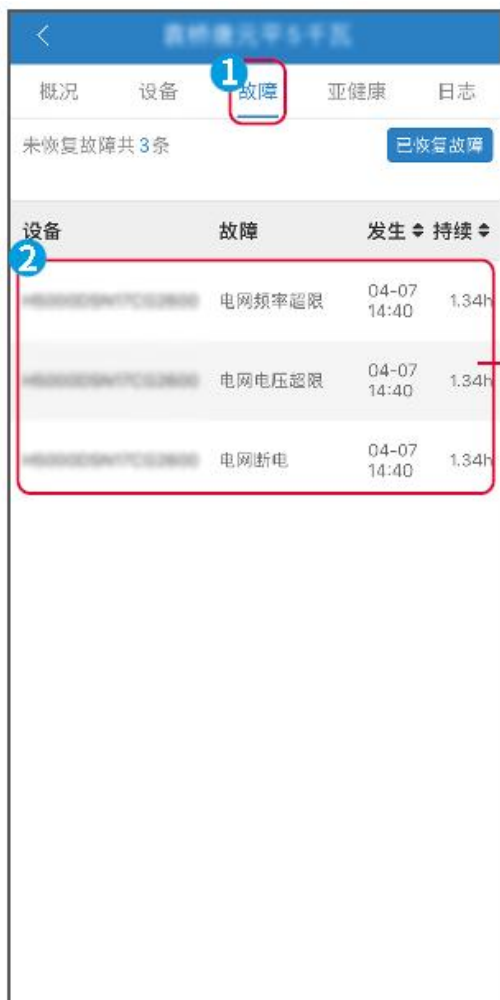 1
概况 设备 故障 亚健康 日志
未恢复故障共3条 已恢复故障
设备 故障 发生 持续
2
电网频率超限 04-07 14:40 1.34h
电网电压超限 04-07 14:40 1.34h
电网断电 04-07 14:40 1.34h